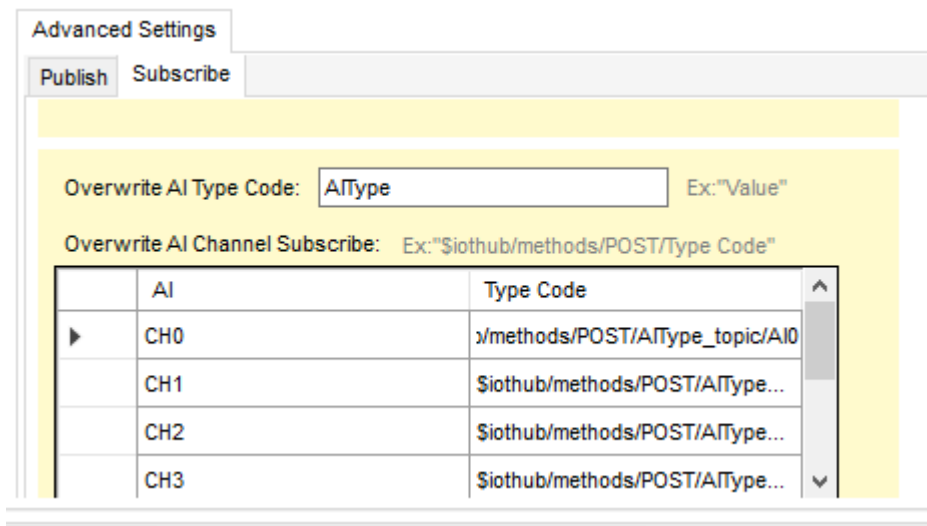 Advanced Settings
Publish Subscribe
Overwrite AI Type Code: AIType Ex:"Value"
Overwrite AI Channel Subscribe: Ex:"$iothub/methods/POST/Type Code"
AI Type Code
CH0 /methods/POST/AIType_topic/AI0
CH1 $iothub/methods/POST/AIType...
CH2 $iothub/methods/POST/AIType...
CH3 $iothub/methods/POST/AIType...